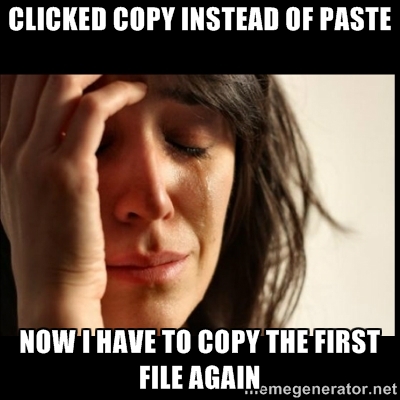 CLICKED COPY INSTEAD OF PASTE
NOW I HAVE TO COPY THE FIRST
FILE AGAIN
memegenerator.net